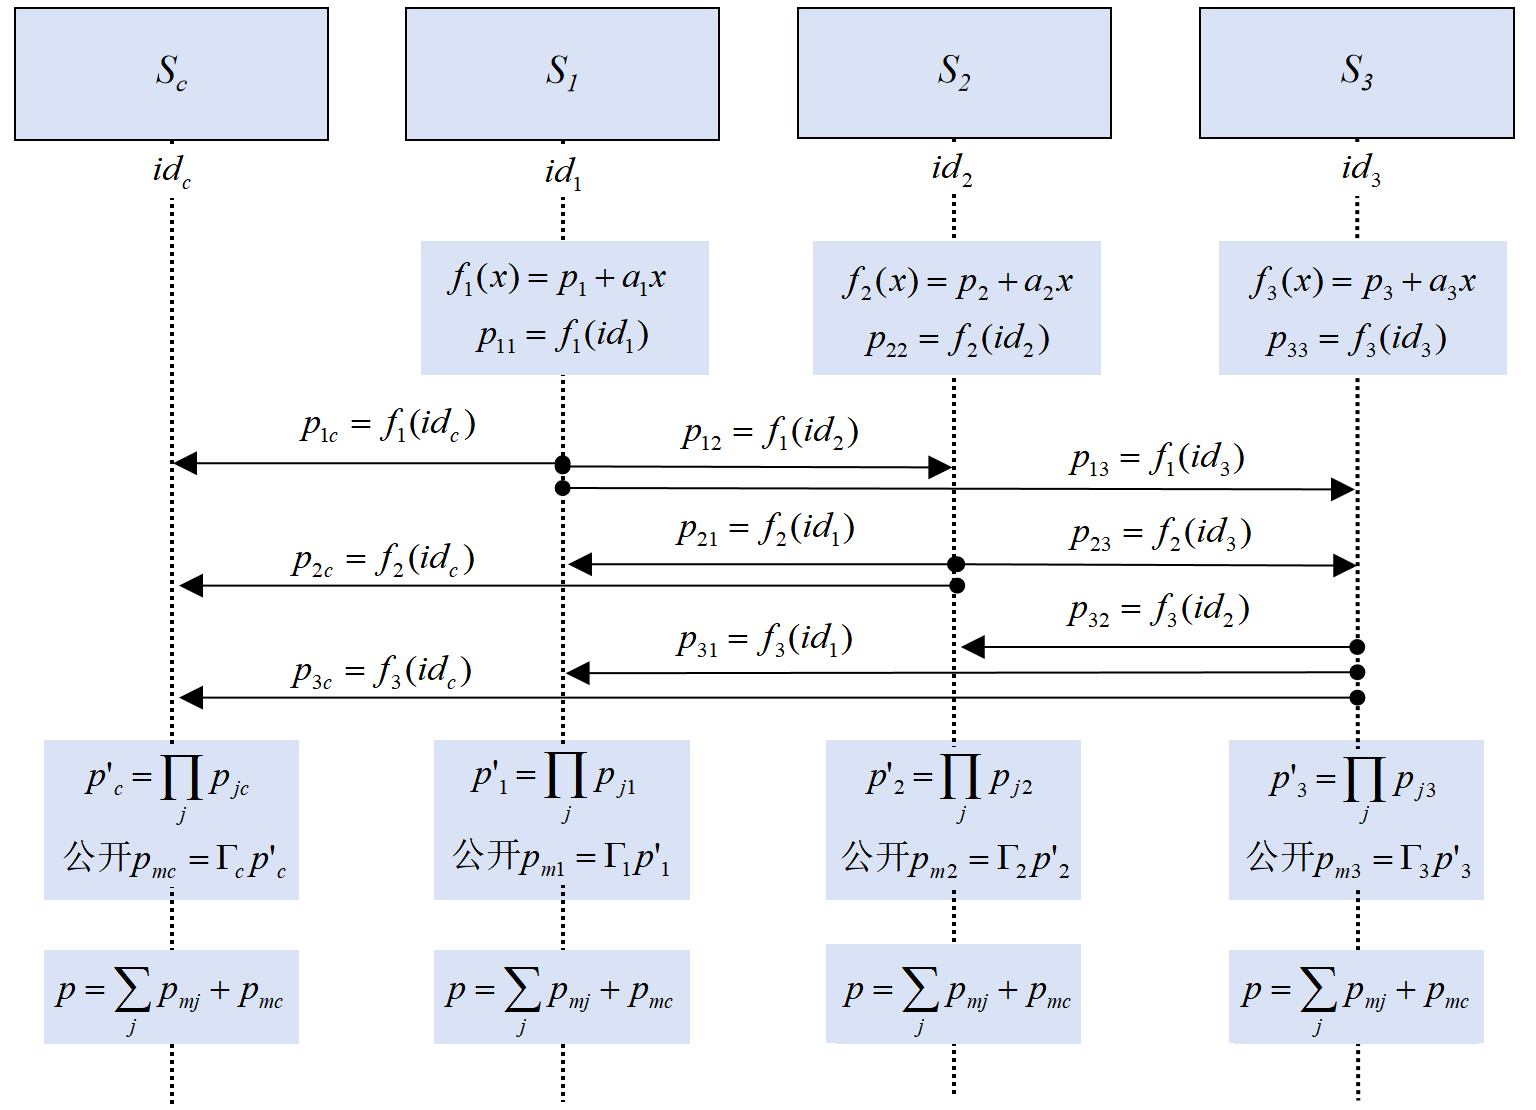 S_c
S_1
S_2
S_3
id_c
id_1
id_2
id_3
f_1(x) = p_1 + a_1x
p_11 = f_1(id_1)
f_2(x) = p_2 + a_2x
p_22 = f_2(id_2)
f_3(x) = p_3 + a_3x
p_33 = f_3(id_3)
p_1c = f_1(id_c)
p_12 = f_1(id_2)
p_13 = f_1(id_3)
p_21 = f_2(id_1)
p_23 = f_2(id_3)
p_2c = f_2(id_c)
p_32 = f_3(id_2)
p_31 = f_3(id_1)
p_3c = f_3(id_c)
p'_c = ∏_j p_jc
公开p_mc = Γ_c p'_c
p'_1 = ∏_j p_j1
公开p_m1 = Γ_1 p'_1
p'_2 = ∏_j p_j2
公开p_m2 = Γ_2 p'_2
p'_3 = ∏_j p_j3
公开p_m3 = Γ_3 p'_3
p = ∑_j p_mj + p_mc
p = ∑_j p_mj + p_mc
p = ∑_j p_mj + p_mc
p = ∑_j p_mj + p_mc